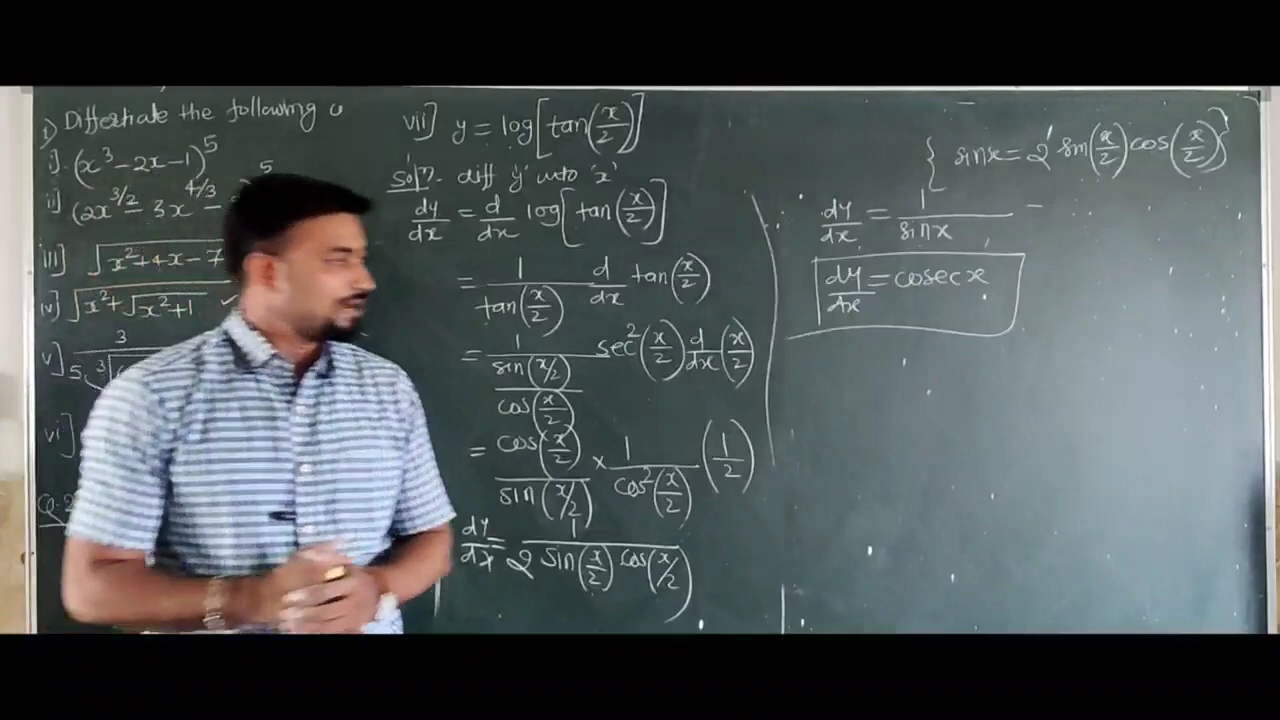 1) Differtiate the following
i). (x³ - 2x - 1)⁵
ii) (2x^{3/2} - 3x^{4/3} - 5
iii] √x² + 4x - 7
iv) √x² + √x² + 1 ✓
v] 3
5 ³√
vi]
Q.2
vii] y = log[tan(x/2)]
Solⁿ- diff 'y' w to 'x'
dy/dx = d/dx log[tan(x/2)]
= 1/tan(x/2) d/dx tan(x/2)
= 1/(sin(x/2)/cos(x/2)) sec²(x/2) d/dx (x/2)
= cos(x/2)/sin(x/2) × 1/cos²(x/2) (1/2)
dy/dx = 1/2 sin(x/2) cos(x/2)
{ sinx = 2 sin(x/2) cos(x/2) }
dy/dx = 1/sinx
dy/dx = cosec x